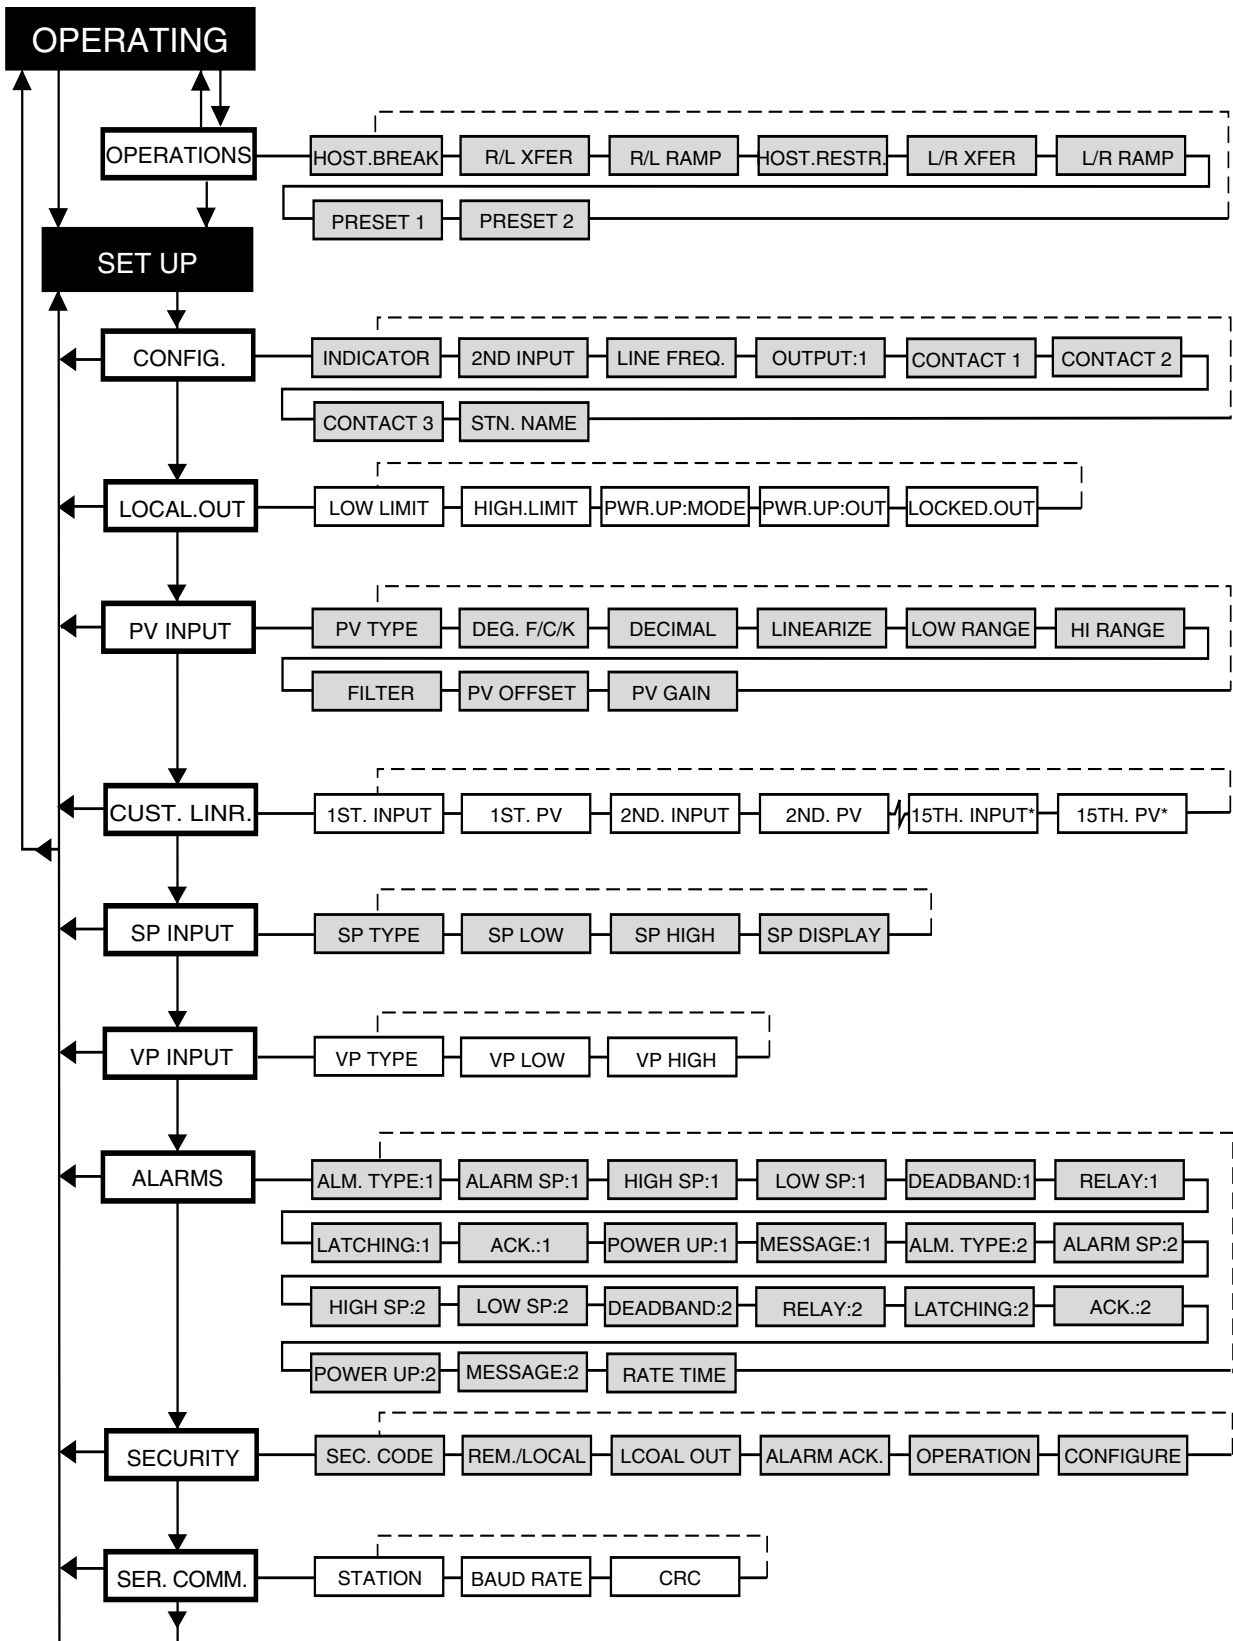 OPERATING
OPERATIONS HOST.BREAK R/L XFER R/L RAMP HOST.RESTR. L/R XFER L/R RAMP
PRESET 1 PRESET 2
SET UP
CONFIG. INDICATOR 2ND INPUT LINE FREQ. OUTPUT:1 CONTACT 1 CONTACT 2
CONTACT 3 STN. NAME
LOCAL.OUT LOW LIMIT HIGH.LIMIT PWR.UP:MODE PWR.UP:OUT LOCKED.OUT
PV INPUT PV TYPE DEG. F/C/K DECIMAL LINEARIZE LOW RANGE HI RANGE
FILTER PV OFFSET PV GAIN
CUST. LINR. 1ST. INPUT 1ST. PV 2ND. INPUT 2ND. PV 15TH. INPUT* 15TH. PV*
SP INPUT SP TYPE SP LOW SP HIGH SP DISPLAY
VP INPUT VP TYPE VP LOW VP HIGH
ALARMS ALM. TYPE:1 ALARM SP:1 HIGH SP:1 LOW SP:1 DEADBAND:1 RELAY:1
LATCHING:1 ACK.:1 POWER UP:1 MESSAGE:1 ALM. TYPE:2 ALARM SP:2
HIGH SP:2 LOW SP:2 DEADBAND:2 RELAY:2 LATCHING:2 ACK.:2
POWER UP:2 MESSAGE:2 RATE TIME
SECURITY SEC. CODE REM./LOCAL LCOAL OUT ALARM ACK. OPERATION CONFIGURE
SER. COMM. STATION BAUD RATE CRC